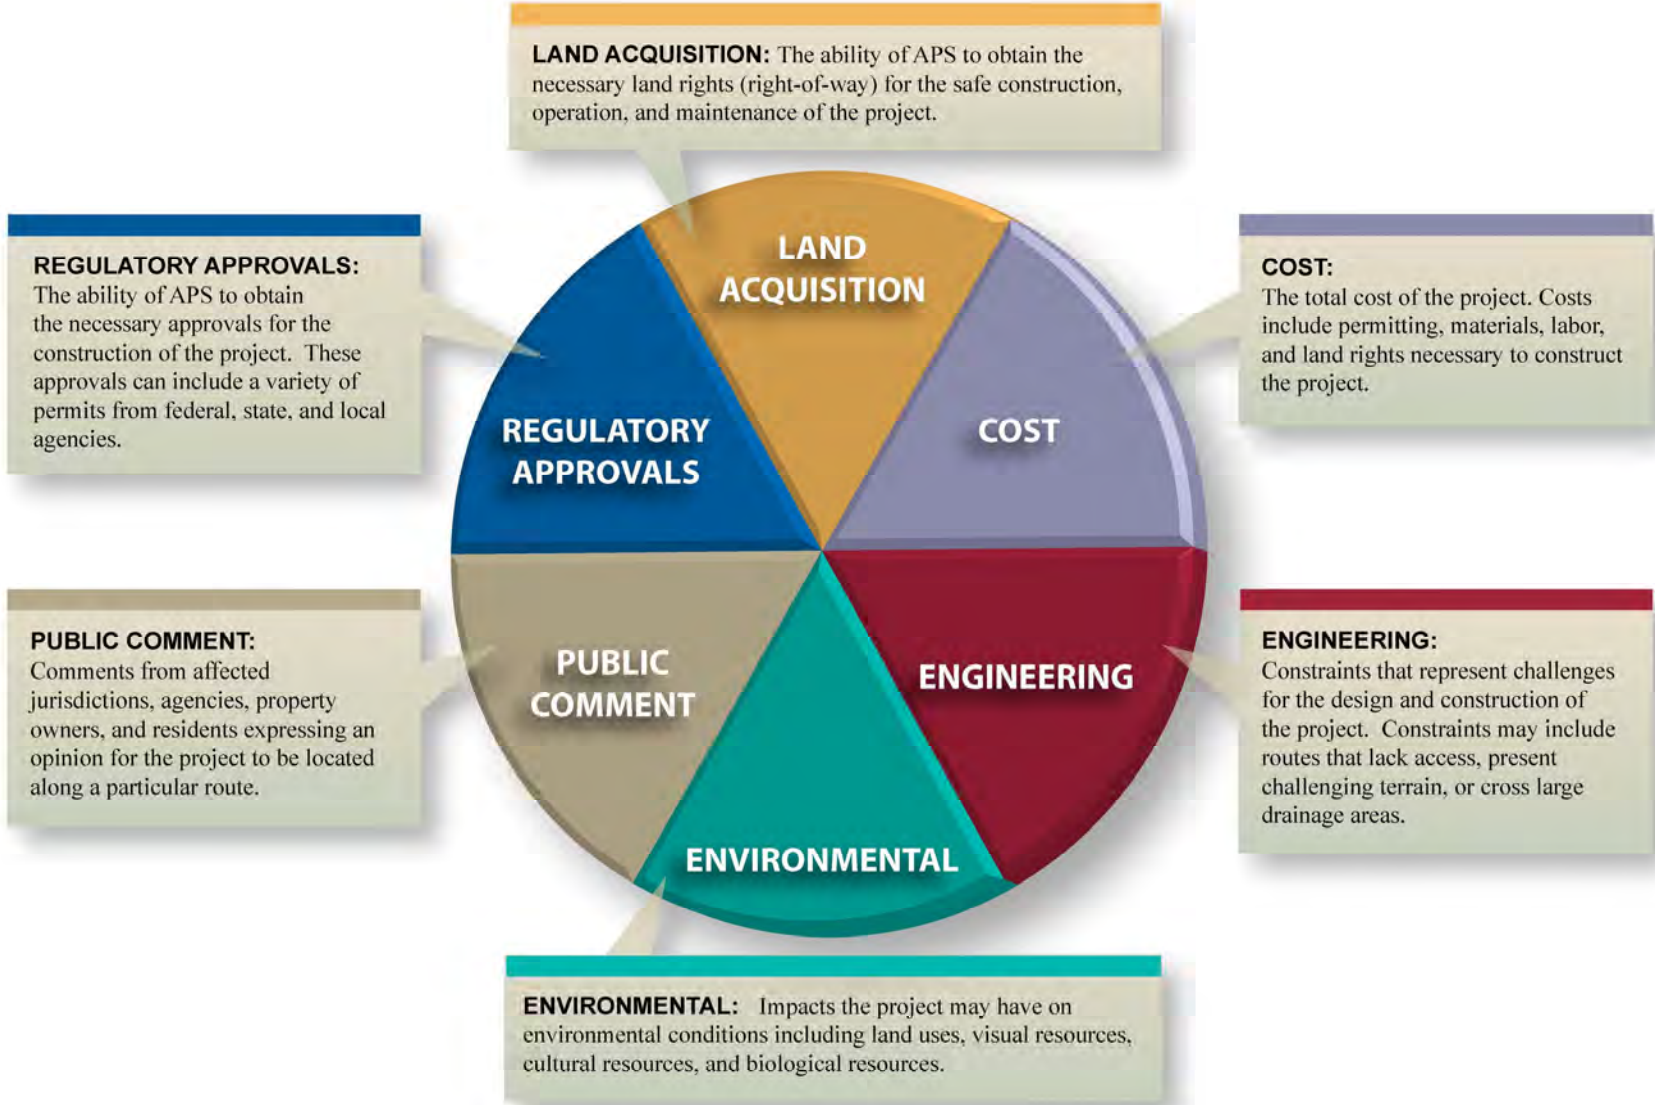 LAND ACQUISITION: The ability of APS to obtain the
necessary land rights (right-of-way) for the safe construction,
operation, and maintenance of the project.
REGULATORY APPROVALS:
The ability of APS to obtain
the necessary approvals for the
construction of the project.  These
approvals can include a variety of
permits from federal, state, and local
agencies.
LAND
ACQUISITION
COST:
The total cost of the project. Costs
include permitting, materials, labor,
and land rights necessary to construct
the project.
REGULATORY
APPROVALS
COST
PUBLIC COMMENT:
Comments from affected
jurisdictions, agencies, property
owners, and residents expressing an
opinion for the project to be located
along a particular route.
PUBLIC
COMMENT
ENGINEERING
ENGINEERING:
Constraints that represent challenges
for the design and construction of
the project.  Constraints may include
routes that lack access, present
challenging terrain, or cross large
drainage areas.
ENVIRONMENTAL
ENVIRONMENTAL:  Impacts the project may have on
environmental conditions including land uses, visual resources,
cultural resources, and biological resources.